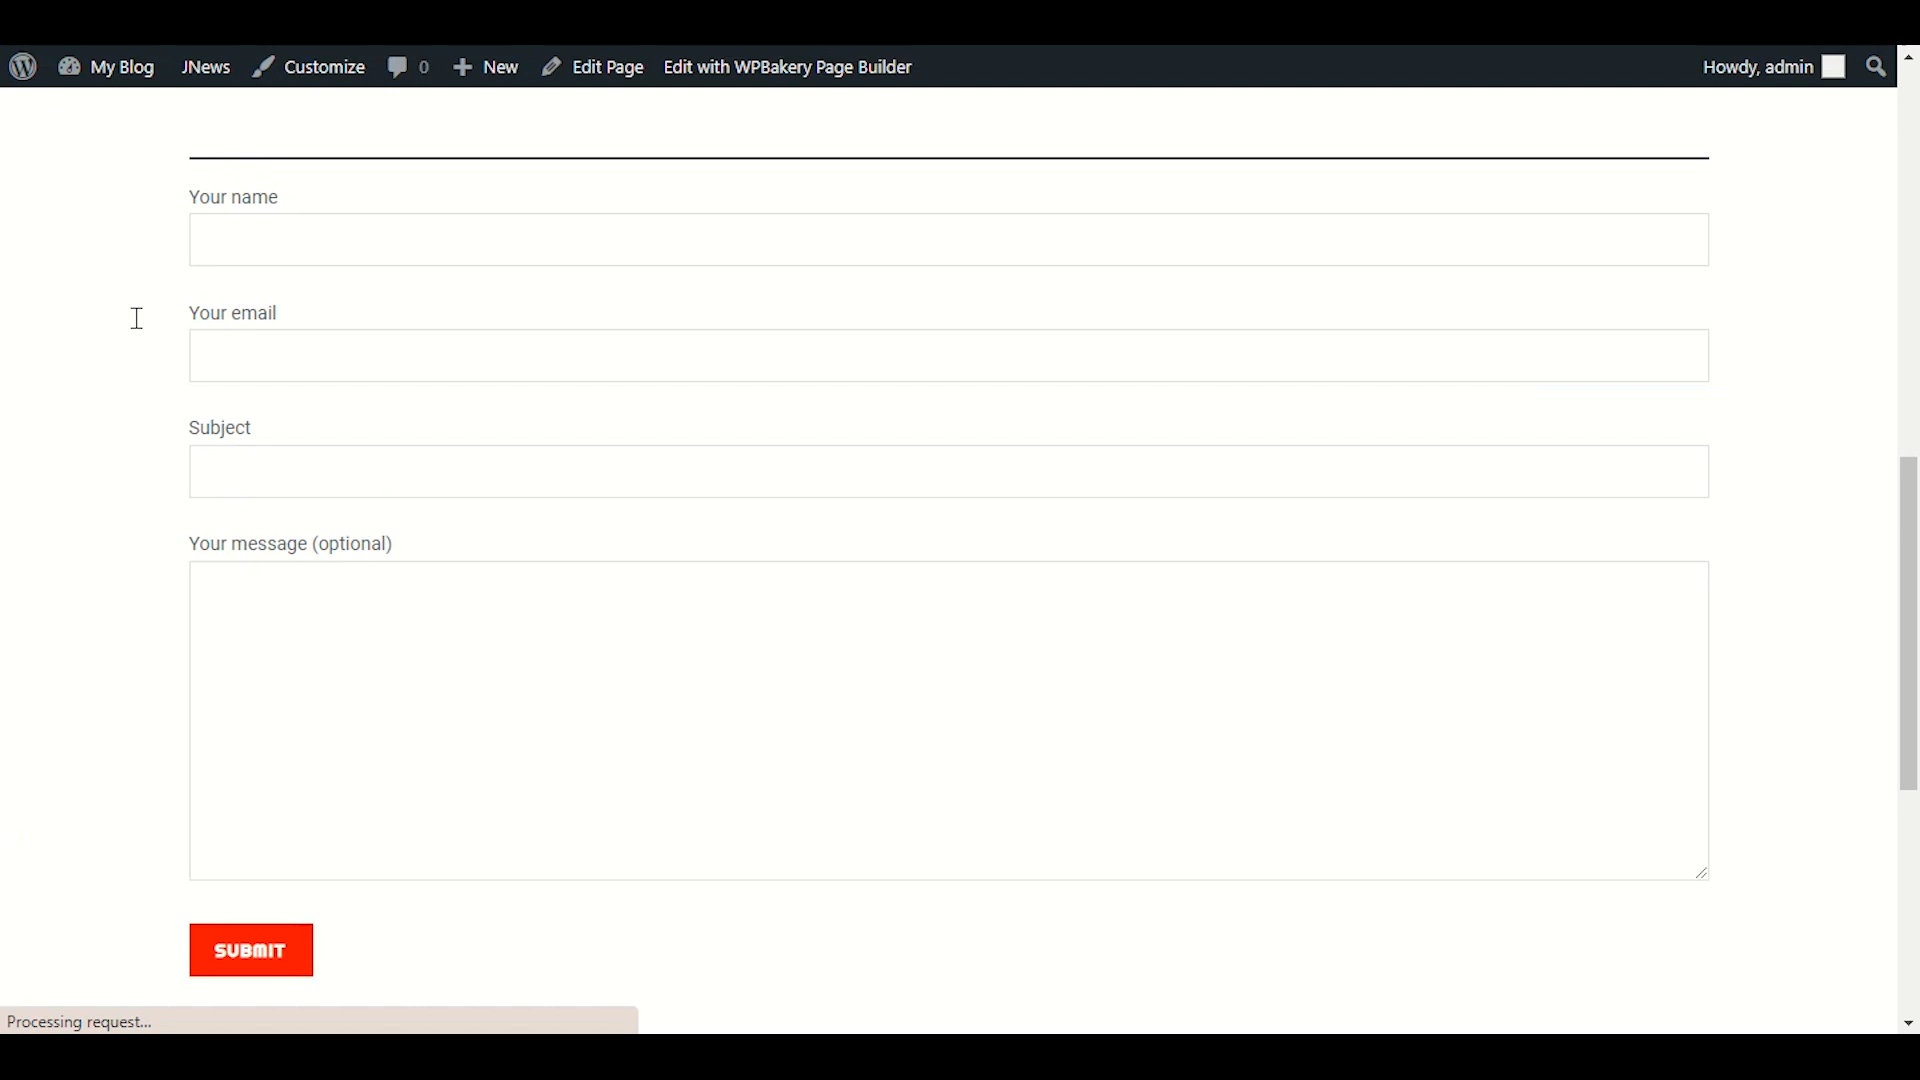 My Blog JNews Customize 0 New Edit Page Edit with WPBakery Page Builder Howdy, admin
Your name
Your email
Subject
Your message (optional)
SUBMIT
Processing request...